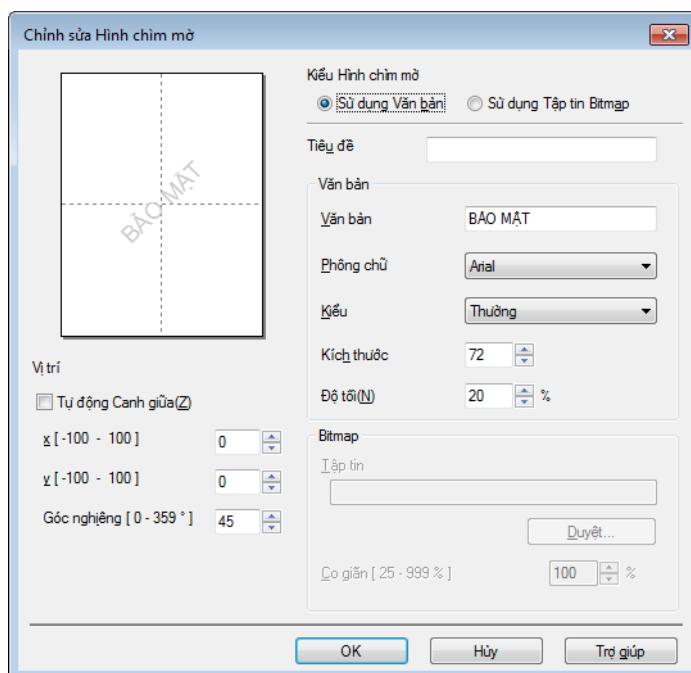 Chỉnh sửa Hình chìm mờ
BẢO MẬT
Kiểu Hình chìm mờ
Sử dụng Văn bản
Sử dụng Tập tin Bitmap
Tiêu đề
Văn bản
Văn bản
BẢO MẬT
Phông chữ
Arial
Kiểu
Thường
Kích thước
72
Độ tối(N)
20
%
Vị trí
Tự động Canh giữa(Z)
x [ -100 - 100 ]
0
y [ -100 - 100 ]
0
Góc nghiêng [ 0 - 359 ° ]
45
Bitmap
Tập tin
Duyệt...
Co giãn [ 25 - 999 % ]
100
%
OK
Hủy
Trợ giúp